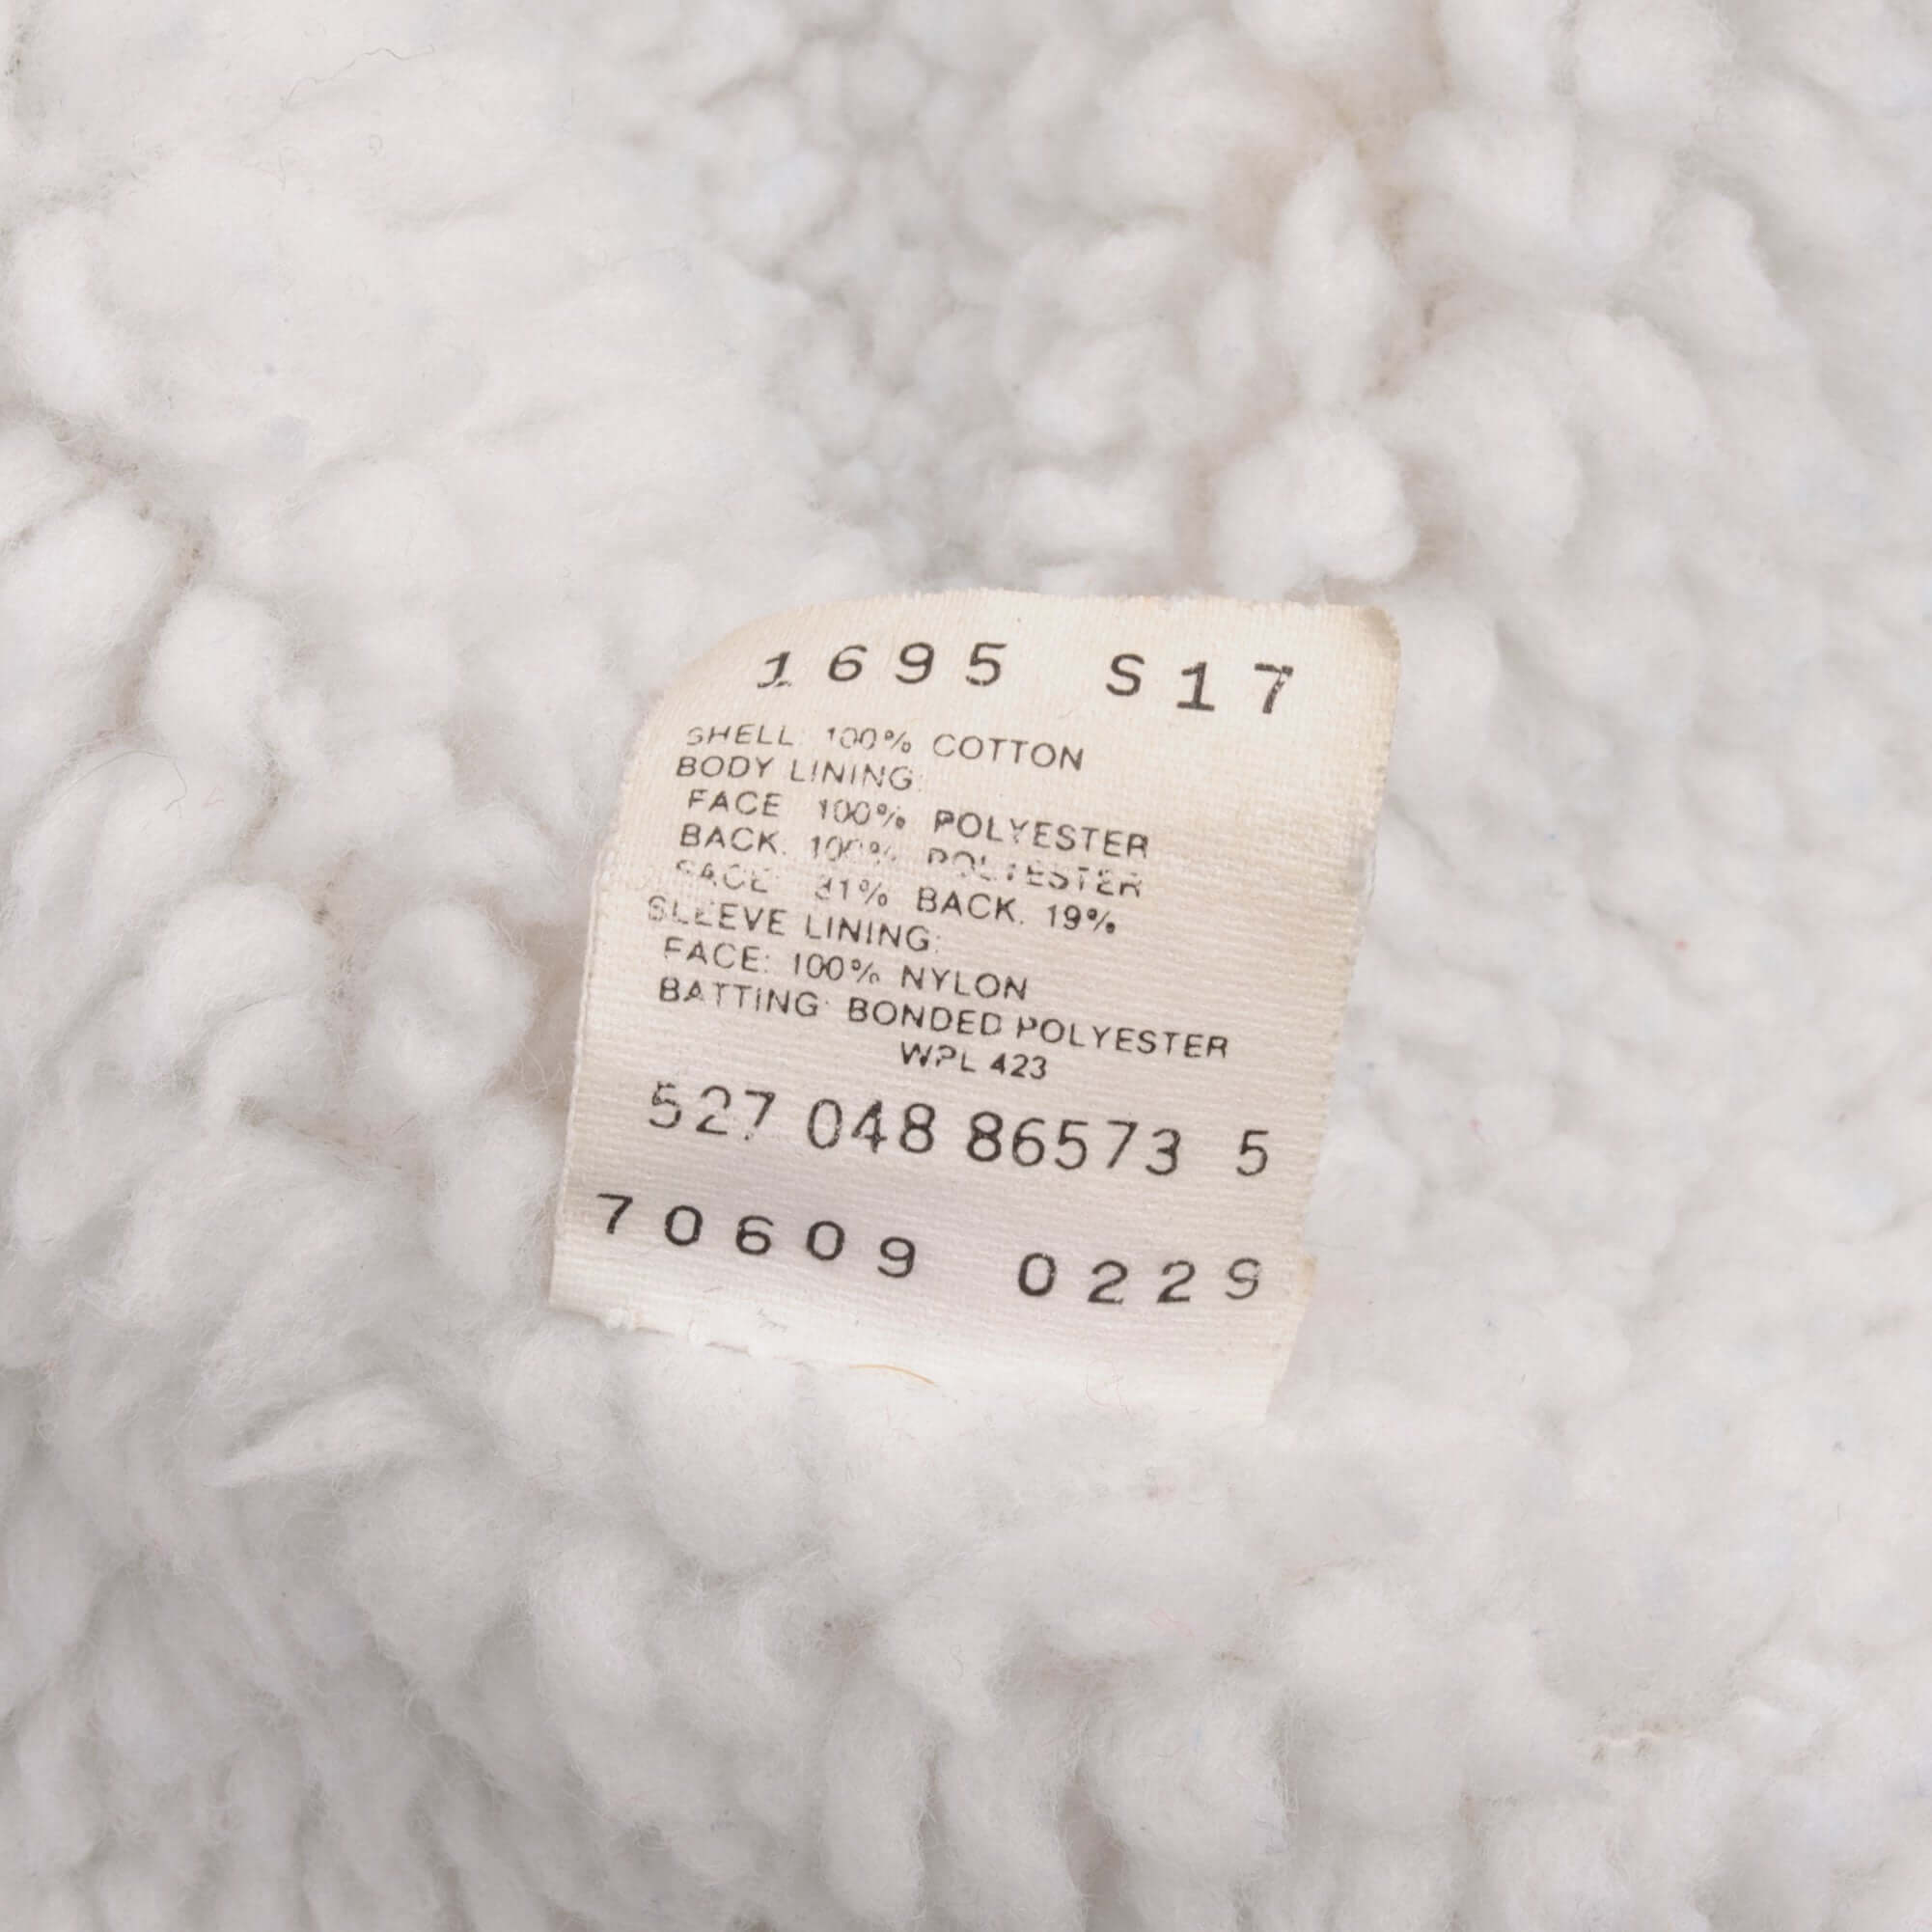 1695 S17
SHELL: 100% COTTON
BODY LINING:
FACE 100% POLYESTER
BACK. 100% POLYESTER
FACE 81% BACK. 19%
SLEEVE LINING:
FACE: 100% NYLON
BATTING: BONDED POLYESTER
WPL 423
527 048 86573 5
70609 0229